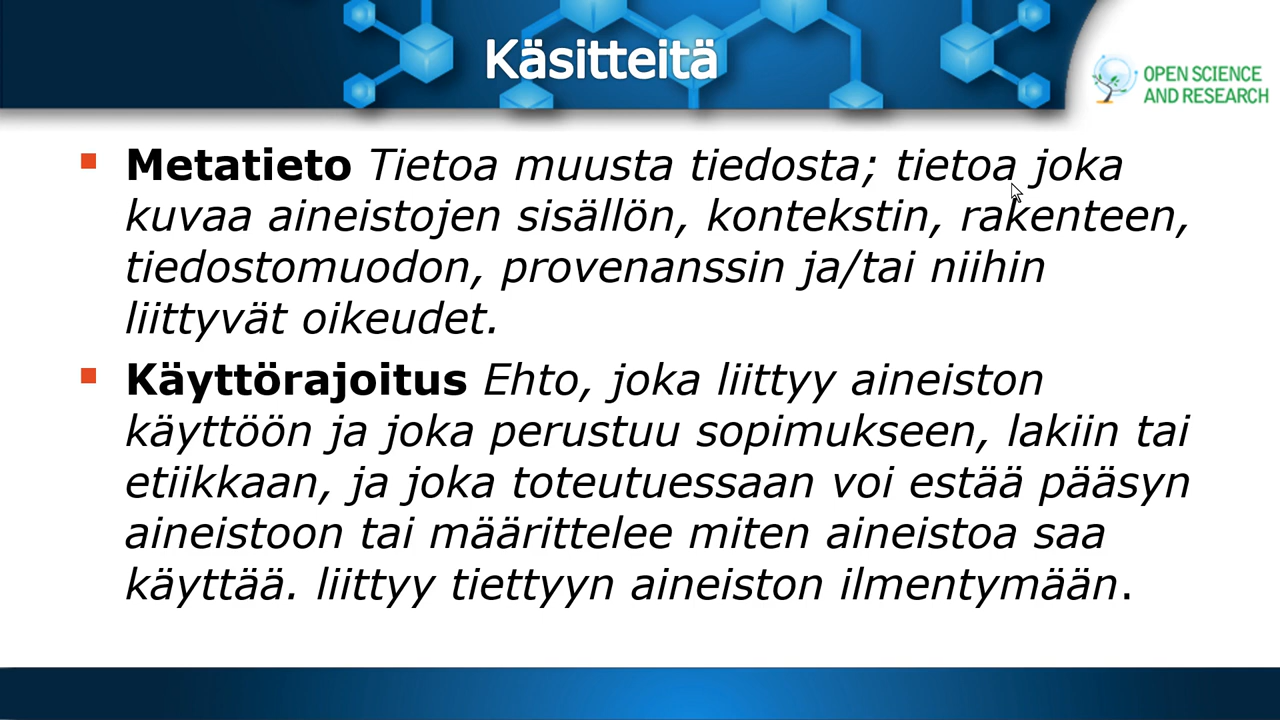 Käsitteitä
OPEN SCIENCE
AND RESEARCH
Metatieto Tietoa muusta tiedosta; tietoa joka
kuvaa aineistojen sisällön, kontekstin, rakenteen,
tiedostomuodon, provenanssin ja/tai niihin
liittyvät oikeudet.
Käyttörajoitus Ehto, joka liittyy aineiston
käyttöön ja joka perustuu sopimukseen, lakiin tai
etiikkaan, ja joka toteutuessaan voi estää pääsyn
aineistoon tai määrittelee miten aineistoa saa
käyttää. liittyy tiettyyn aineiston ilmentymään.